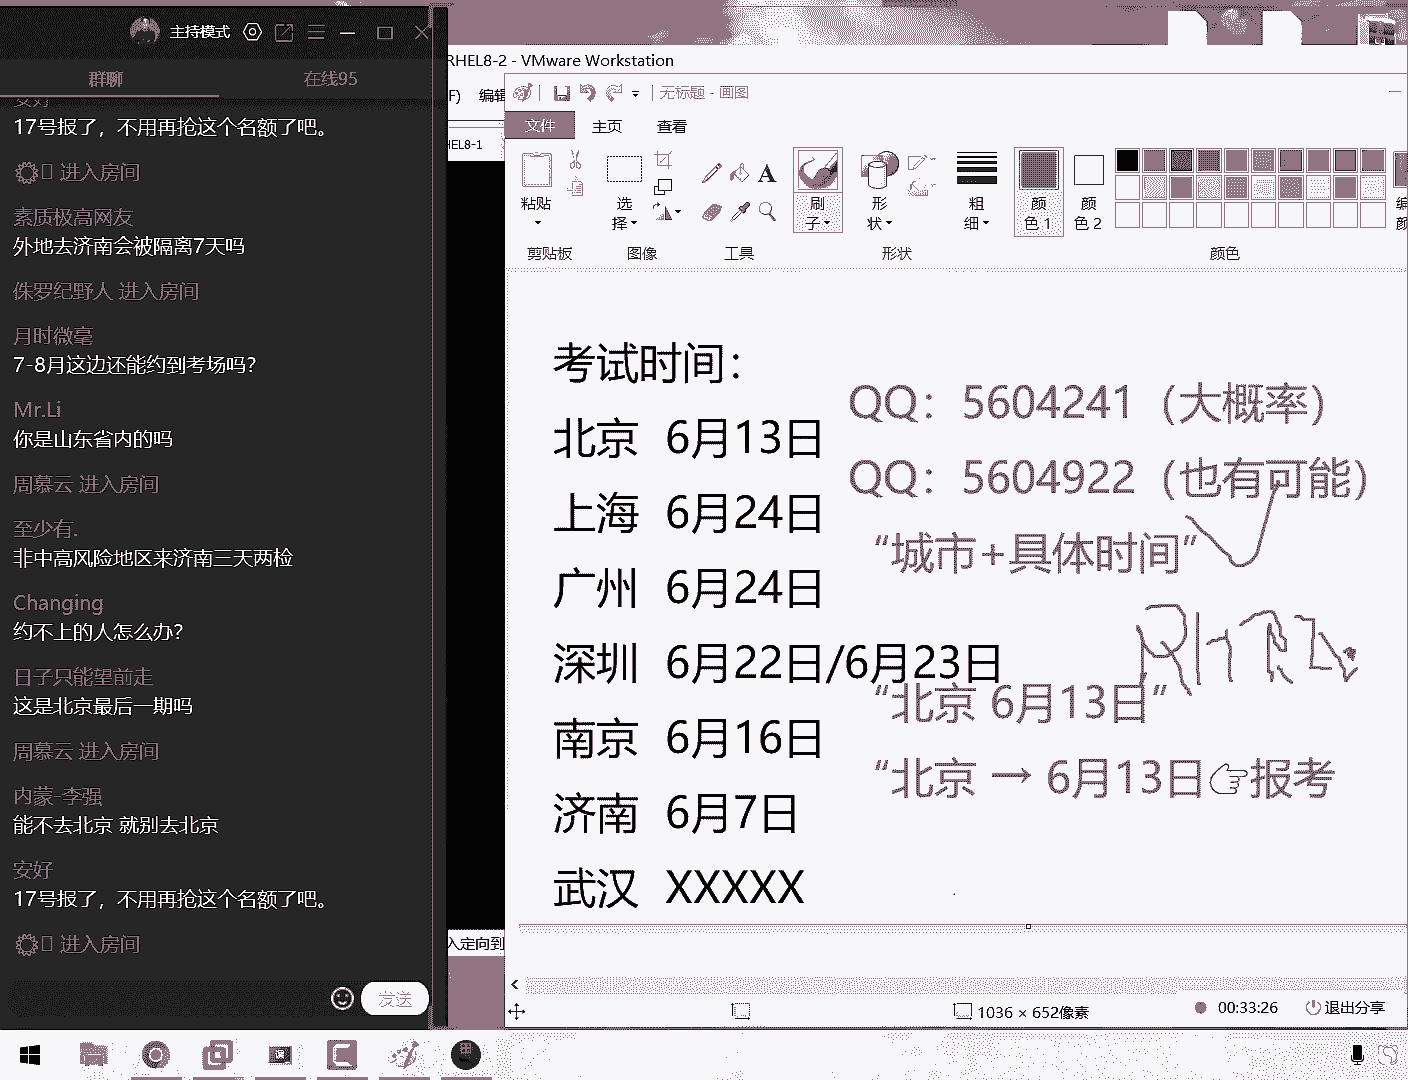 主持模式
群聊
在线95
安好
17号报了，不用再抢这个名额了吧。
进入房间
素质极高网友
外地去济南会被隔离7天吗
侏罗纪野人 进入房间
月时微毫
7-8月这边还能约到考场吗？
Mr.Li
你是山东省内的吗
周慕云 进入房间
至少有.
非中高风险地区来济南三天两检
Changing
约不上的人怎么办？
日子只能望前走
这是北京最后一期吗
周慕云 进入房间
内蒙-李强
能不去北京 就别去北京
安好
17号报了，不用再抢这个名额了吧。
进入房间
发送
RHEL8-2 - VMware Workstation
F) 编辑
无标题 - 画图
文件 主页 查看
HEL8-1
粘贴
选择
刷子
形状
粗细
颜色 1
颜色 2
编
颜
剪贴板
图像
工具
形状
颜色
考试时间：
北京 6月13日
上海 6月24日
广州 6月24日
深圳 6月22日/6月23日
南京 6月16日
济南 6月7日
武汉 XXXXX
QQ：5604241（大概率）
QQ：5604922（也有可能）
“城市+具体时间”
“北京 6月13日”
“北京 → 6月13日👉报考
入定向到
1036 × 652像素
00:33:26
退出分享